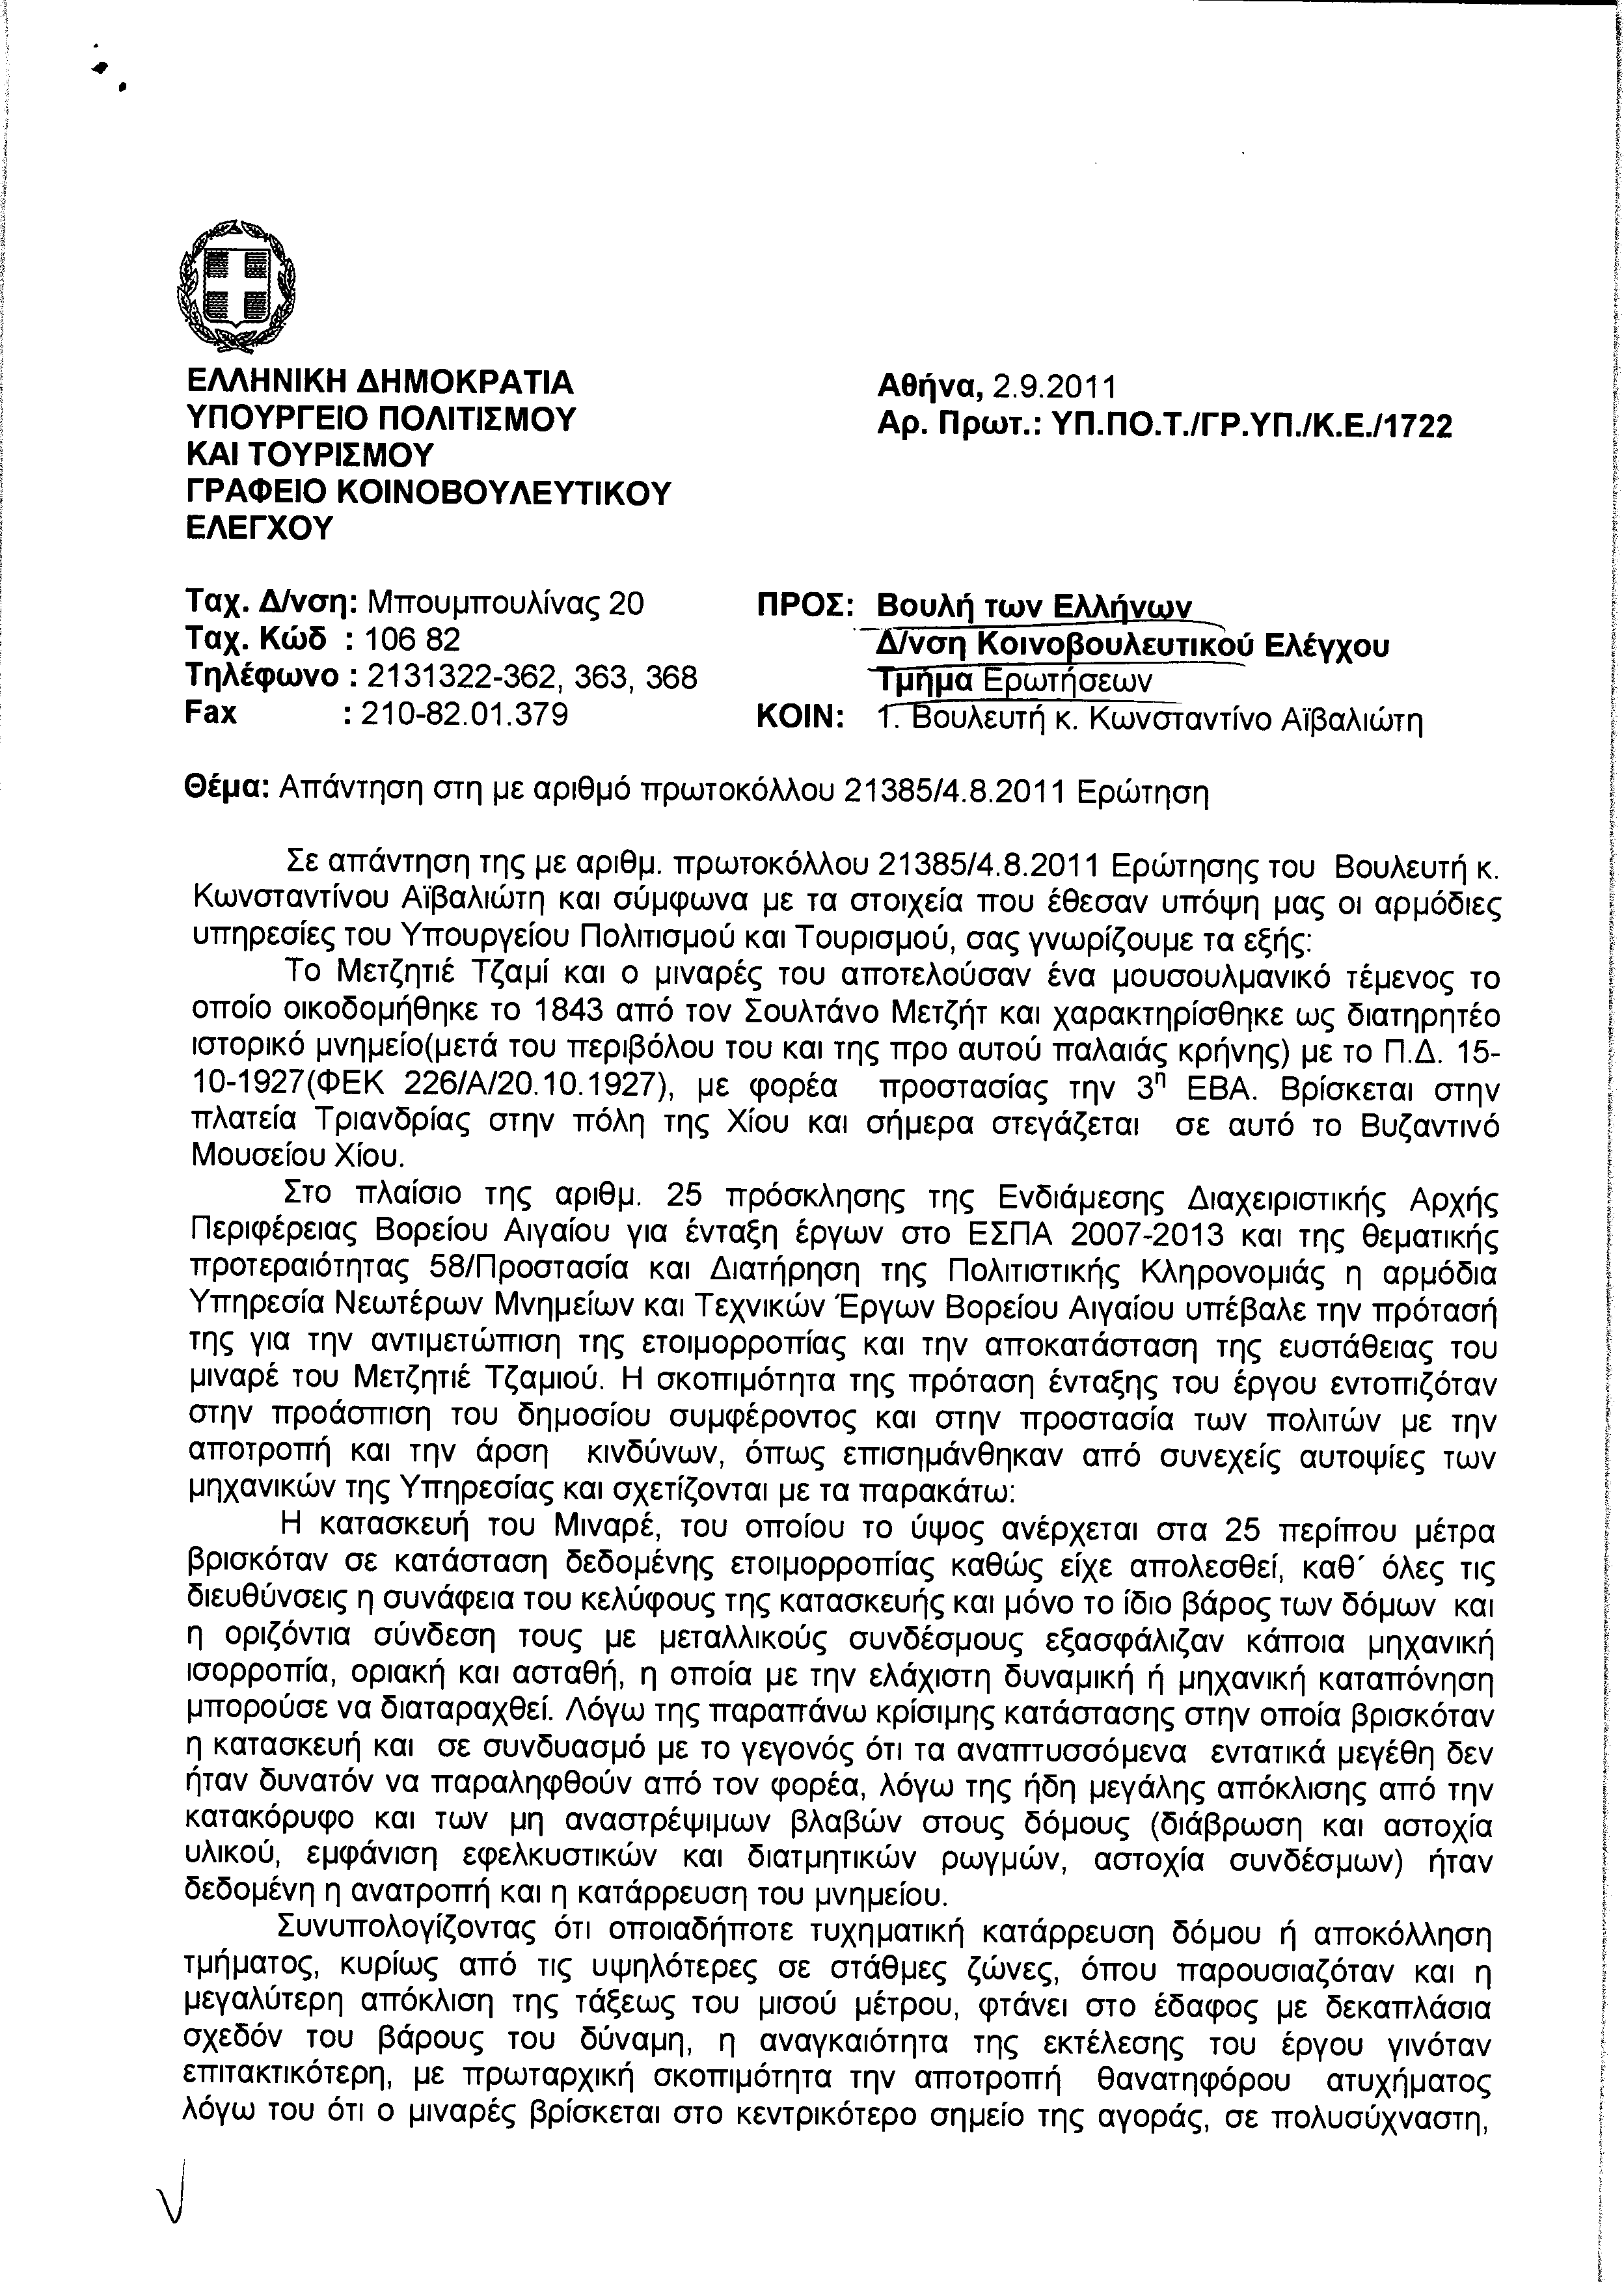 ΕΛΛΗΝΙΚΗ ΔΗΜΟΚΡΑΤΙΑ
ΥΠΟΥΡΓΕΙΟ ΠΟΛΙΤΙΣΜΟΥ
ΚΑΙ ΤΟΥΡΙΣΜΟΥ
ΓΡΑΦΕΙΟ ΚΟΙΝΟΒΟΥΛΕΥΤΙΚΟΥ
ΕΛΕΓΧΟΥ
Αθήνα, 2.9.2011
Αρ. Πρωτ.: ΥΠ.ΠΟ.Τ./ΓΡ.ΥΠ./Κ.Ε./1722
Ταχ. Δ/νση: Μπουμπουλίνας 20
Ταχ. Κώδ : 106 82
Τηλέφωνο : 2131322-362, 363, 368
Fax : 210-82.01.379
ΠΡΟΣ: Βουλή των Ελλήνων
Δ/νση Κοινοβουλευτικού Ελέγχου
Τμήμα Ερωτήσεων
ΚΟΙΝ: 1. Βουλευτή κ. Κωνσταντίνο Αϊβαλιώτη
Θέμα: Απάντηση στη με αριθμό πρωτοκόλλου 21385/4.8.2011 Ερώτηση
Σε απάντηση της με αριθμ. πρωτοκόλλου 21385/4.8.2011 Ερώτησης του Βουλευτή κ.
Κωνσταντίνου Αϊβαλιώτη και σύμφωνα με τα στοιχεία που έθεσαν υπόψη μας οι αρμόδιες
υπηρεσίες του Υπουργείου Πολιτισμού και Τουρισμού, σας γνωρίζουμε τα εξής:
Το Μετζητιέ Τζαμί και ο μιναρές του αποτελούσαν ένα μουσουλμανικό τέμενος το
οποίο οικοδομήθηκε το 1843 από τον Σουλτάνο Μετζήτ και χαρακτηρίσθηκε ως διατηρητέο
ιστορικό μνημείο(μετά του περιβόλου του και της προ αυτού παλαιάς κρήνης) με το Π.Δ. 15-
10-1927(ΦΕΚ 226/Α/20.10.1927), με φορέα προστασίας την 3η ΕΒΑ. Βρίσκεται στην
πλατεία Τριανδρίας στην πόλη της Χίου και σήμερα στεγάζεται σε αυτό το Βυζαντινό
Μουσείου Χίου.
Στο πλαίσιο της αριθμ. 25 πρόσκλησης της Ενδιάμεσης Διαχειριστικής Αρχής
Περιφέρειας Βορείου Αιγαίου για ένταξη έργων στο ΕΣΠΑ 2007-2013 και της θεματικής
προτεραιότητας 58/Προστασία και Διατήρηση της Πολιτιστικής Κληρονομιάς η αρμόδια
Υπηρεσία Νεωτέρων Μνημείων και Τεχνικών Έργων Βορείου Αιγαίου υπέβαλε την πρότασή
της για την αντιμετώπιση της ετοιμορροπίας και την αποκατάσταση της ευστάθειας του
μιναρέ του Μετζητιέ Τζαμιού. Η σκοπιμότητα της πρόταση ένταξης του έργου εντοπιζόταν
στην προάσπιση του δημοσίου συμφέροντος και στην προστασία των πολιτών με την
αποτροπή και την άρση κινδύνων, όπως επισημάνθηκαν από συνεχείς αυτοψίες των
μηχανικών της Υπηρεσίας και σχετίζονται με τα παρακάτω:
Η κατασκευή του Μιναρέ, του οποίου το ύψος ανέρχεται στα 25 περίπου μέτρα
βρισκόταν σε κατάσταση δεδομένης ετοιμορροπίας καθώς είχε απολεσθεί, καθ΄ όλες τις
διευθύνσεις η συνάφεια του κελύφους της κατασκευής και μόνο το ίδιο βάρος των δόμων και
η οριζόντια σύνδεση τους με μεταλλικούς συνδέσμους εξασφάλιζαν κάποια μηχανική
ισορροπία, οριακή και ασταθή, η οποία με την ελάχιστη δυναμική ή μηχανική καταπόνηση
μπορούσε να διαταραχθεί. Λόγω της παραπάνω κρίσιμης κατάστασης στην οποία βρισκόταν
η κατασκευή και σε συνδυασμό με το γεγονός ότι τα αναπτυσσόμενα εντατικά μεγέθη δεν
ήταν δυνατόν να παραληφθούν από τον φορέα, λόγω της ήδη μεγάλης απόκλισης από την
κατακόρυφο και των μη αναστρέψιμων βλαβών στους δόμους (διάβρωση και αστοχία
υλικού, εμφάνιση εφελκυστικών και διατμητικών ρωγμών, αστοχία συνδέσμων) ήταν
δεδομένη η ανατροπή και η κατάρρευση του μνημείου.
Συνυπολογίζοντας ότι οποιαδήποτε τυχηματική κατάρρευση δόμου ή αποκόλληση
τμήματος, κυρίως από τις υψηλότερες σε στάθμες ζώνες, όπου παρουσιαζόταν και η
μεγαλύτερη απόκλιση της τάξεως του μισού μέτρου, φτάνει στο έδαφος με δεκαπλάσια
σχεδόν του βάρους του δύναμη, η αναγκαιότητα της εκτέλεσης του έργου γινόταν
επιτακτικότερη, με πρωταρχική σκοπιμότητα την αποτροπή θανατηφόρου ατυχήματος
λόγω του ότι ο μιναρές βρίσκεται στο κεντρικότερο σημείο της αγοράς, σε πολυσύχναστη,